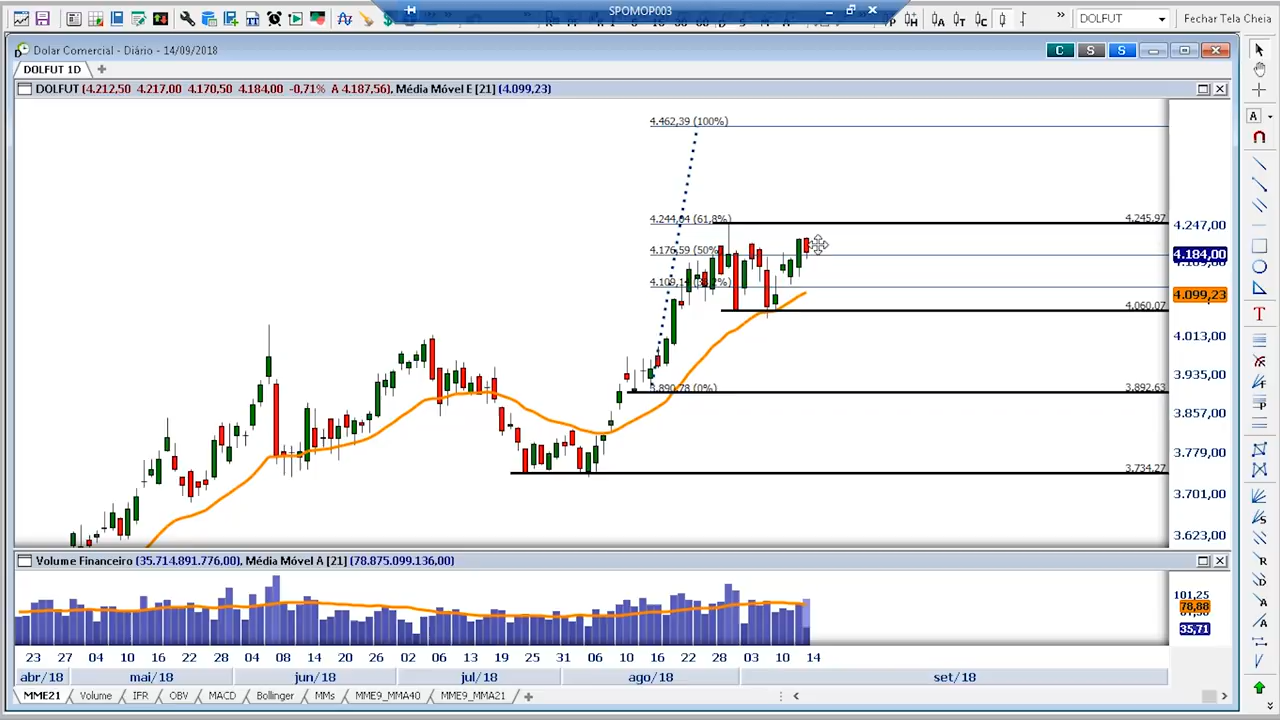 SPOMOP003
DOLFUT
Fechar Tela Cheia
Dolar Comercial - Diário - 14/09/2018
C S S
DOLFUT 1D
DOLFUT (4.212,50 4.217,00 4.170,50 4.184,00 -0.71% A 4.187,56), Média Móvel E [21] (4.099,23)
4.462,39 (100%)
4.244,04 (61,8%)
4.245,97
4.247,00
4.176,59 (50%)
4.184,00
4.099,23
4.060,07
4.013,00
3.935,00
3.890,78 (0%)
3.892,63
3.857,00
3.779,00
3.734,27
3.701,00
3.623,00
Volume Financeiro (35.714.891.776,00), Média Móvel A [21] (78.875.099.136,00)
101,25
78,88
35,71
23 27 04 10 16 22 28 04 08 14 20 26 02 06 13 19 25 31 06 10 16 22 28 03 10 14
abr/18 mai/18 jun/18 jul/18 ago/18 set/18
MME21 Volume IFR OBV MACD Bollinger MMs MME9_MMA40 MME9_MMA21